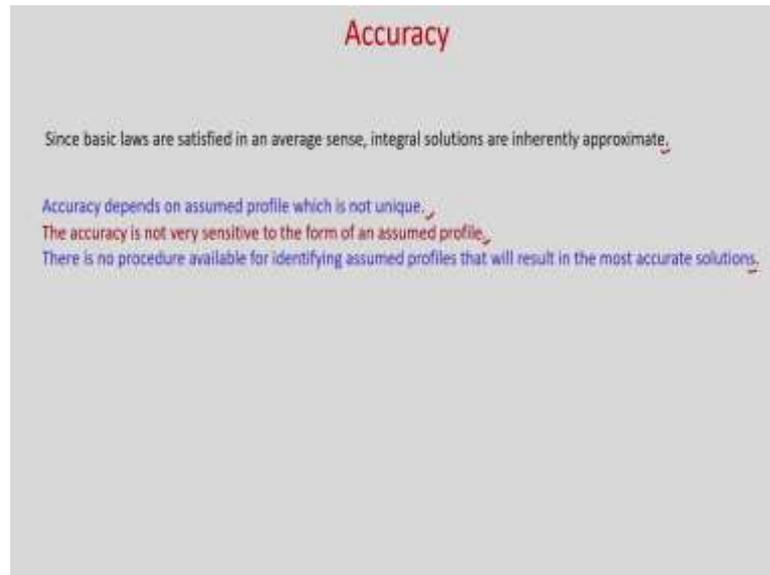 Accuracy
Since basic laws are satisfied in an average sense, integral solutions are inherently approximate.
Accuracy depends on assumed profile which is not unique.
The accuracy is not very sensitive to the form of an assumed profile.
There is no procedure available for identifying assumed profiles that will result in the most accurate solutions.